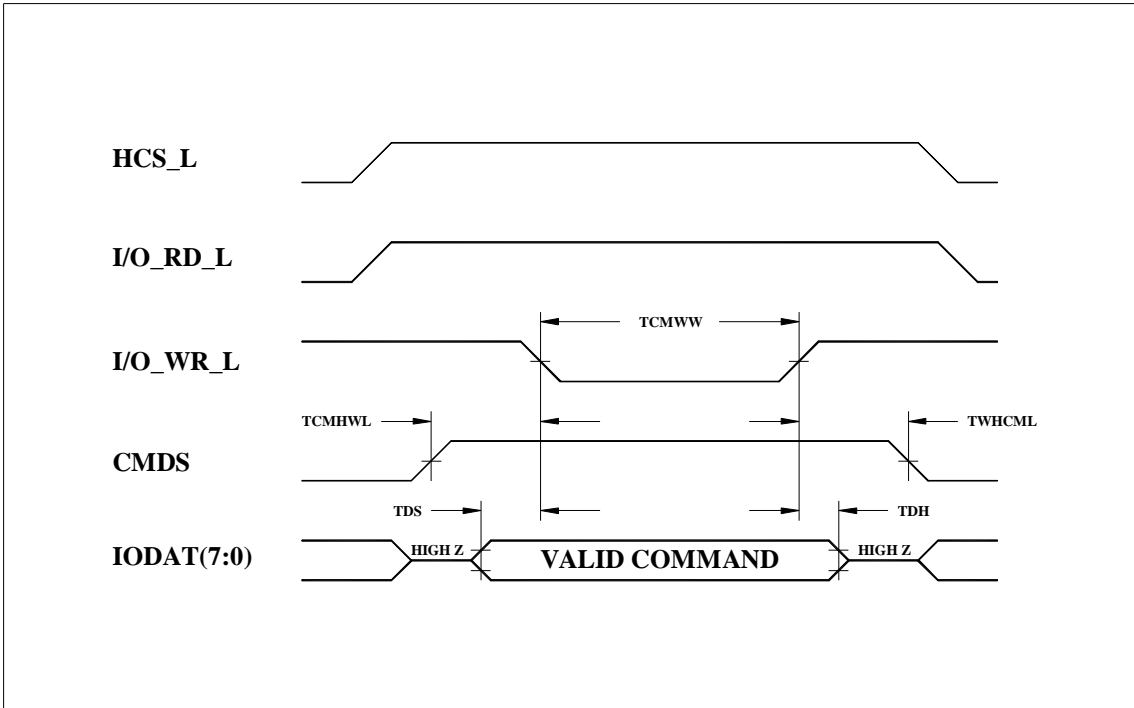 HCS_L
I/O_RD_L
TCMWW
I/O_WR_L
TCMHWL
TWHCML
CMDS
TDS
TDH
IODAT(7:0)
HIGH Z
VALID COMMAND
HIGH Z